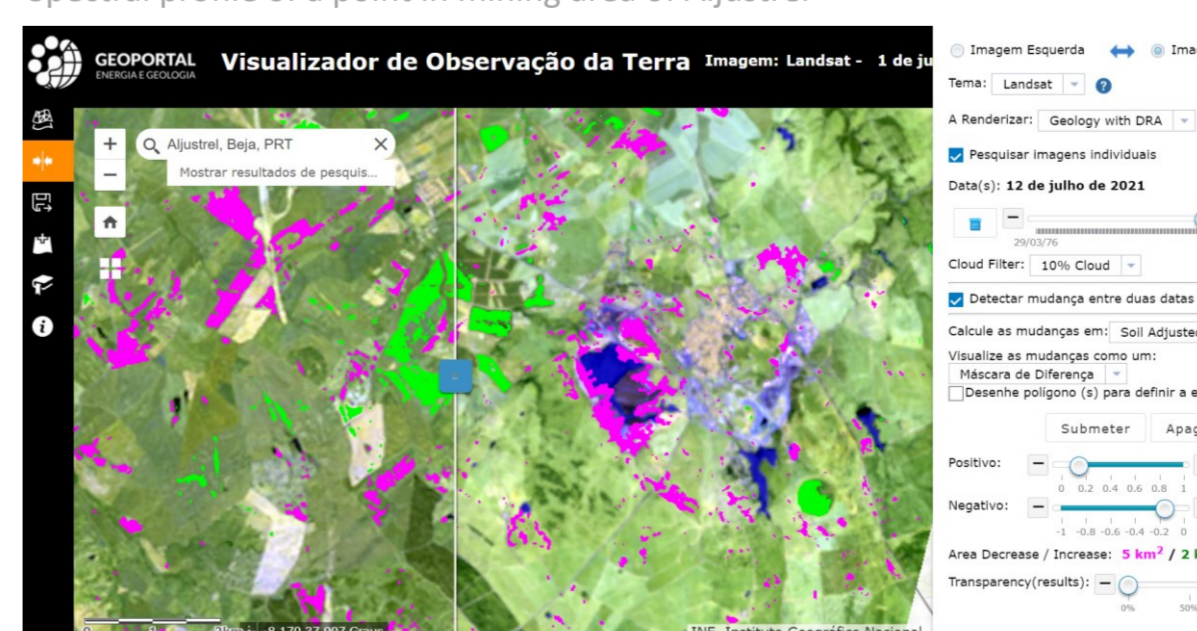 GEOPORTAL
ENERGIA E GEOLOGIA
Visualizador de Observação da Terra
Imagem: Landsat - 1 de ju
Imagem Esquerda
Ima
Tema: Landsat
A Renderizar: Geology with DRA
Aljustrel, Beja, PRT
Mostrar resultados de pesquis...
Pesquisar imagens individuais
Data(s): 12 de julho de 2021
29/03/76
Cloud Filter: 10% Cloud
Detectar mudança entre duas datas
Calcule as mudanças em: Soil Adjusted
Visualize as mudanças como um:
Máscara de Diferença
Desenhe polígono (s) para definir a e
Submeter Apag
Positivo:
0 0.2 0.4 0.6 0.8 1
Negativo:
-1 -0.8 -0.6 -0.4 -0.2 0
Area Decrease / Increase: 5 km² / 2
Transparency(results):
0% 50%